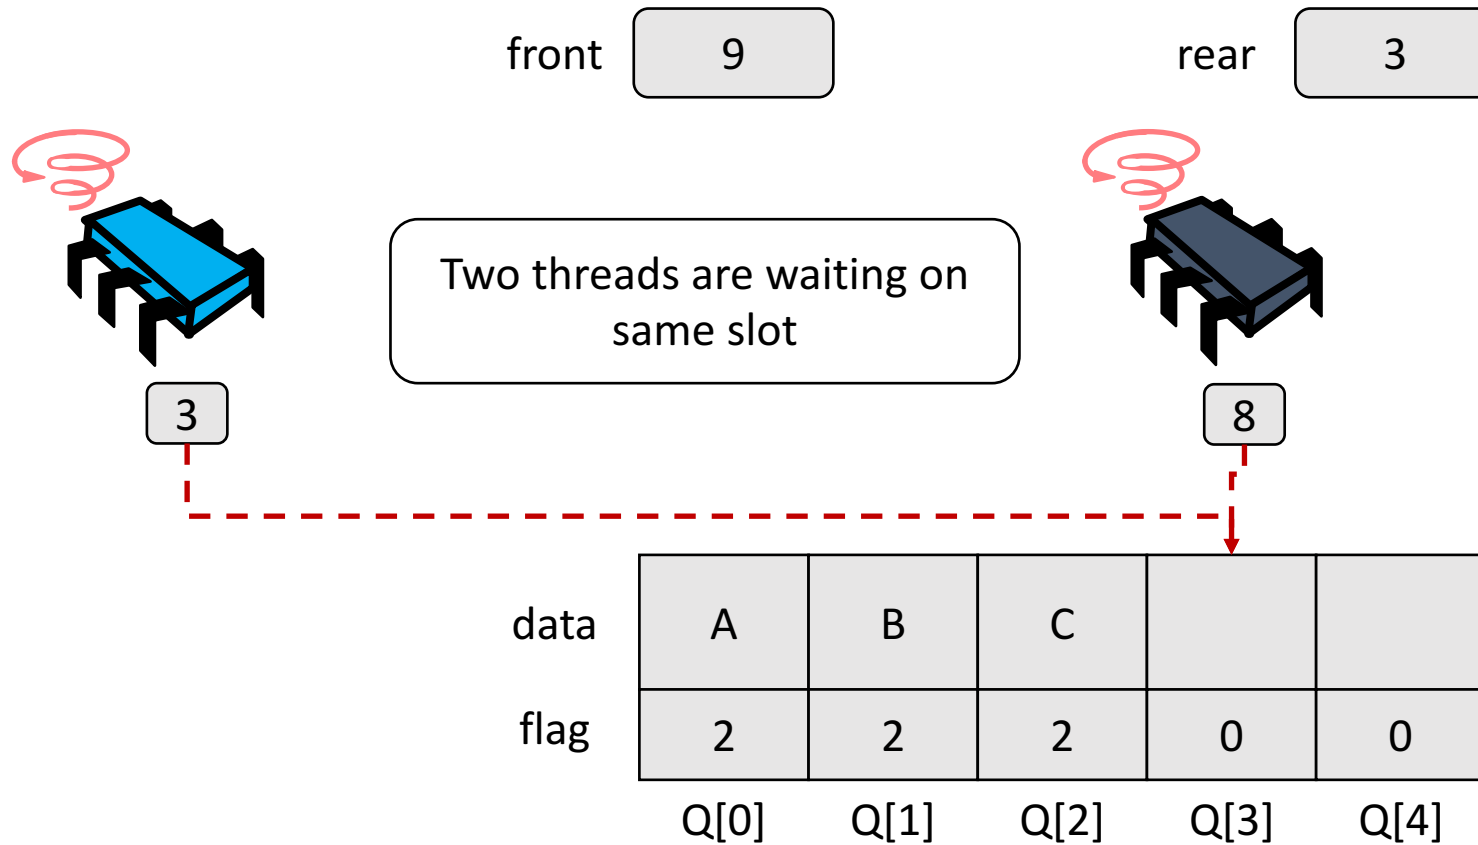 front 9 rear 3
Two threads are waiting on
same slot
3 8
data A B C
flag 2 2 2 0 0
Q[0] Q[1] Q[2] Q[3] Q[4]